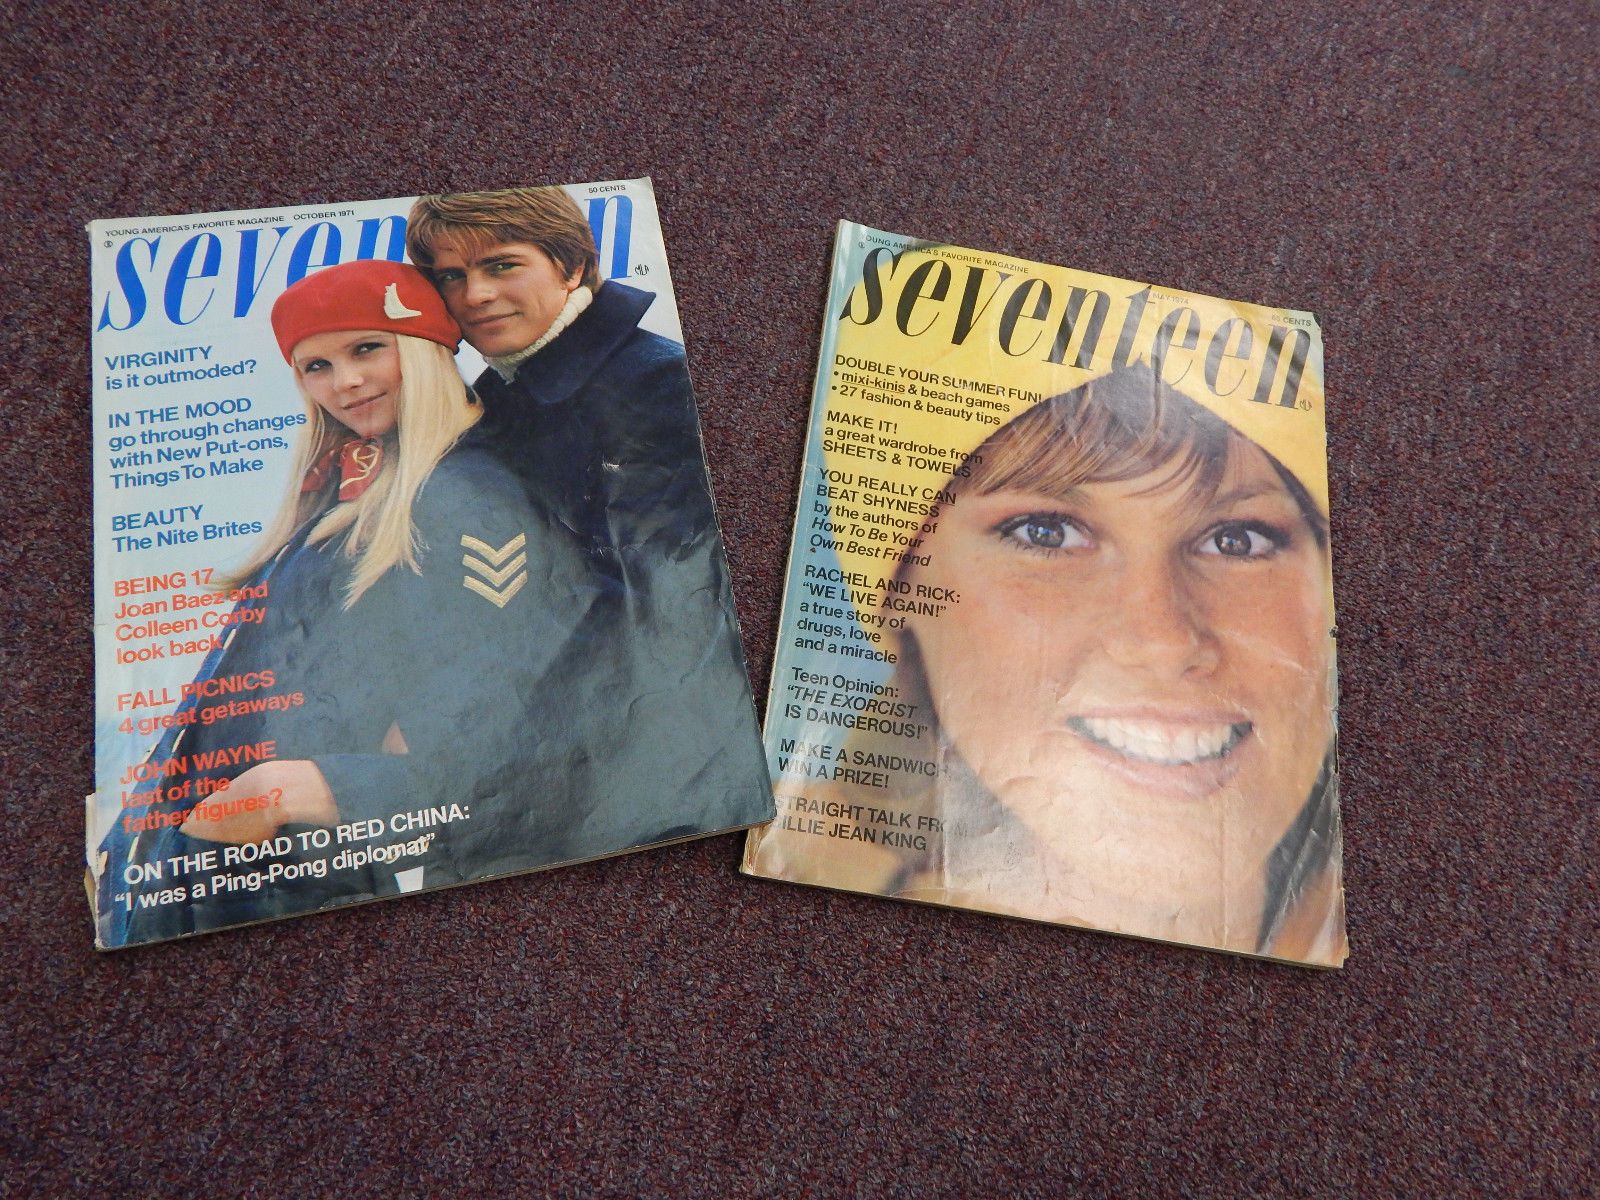 YOUNG AMERICA'S FAVORITE MAGAZINE OCTOBER 1971
50 CENTS
seventeen
VIRGINITY
is it outmoded?
IN THE MOOD
go through changes
with New Put-ons,
Things To Make
BEAUTY
The Nite Brites
BEING 17
Joan Baez and
Colleen Corby
look back
FALL PICNICS
4 great getaways
JOHN WAYNE
last of the
father figures?
ON THE ROAD TO RED CHINA:
"I was a Ping-Pong diplomat"
YOUNG AMERICA'S FAVORITE MAGAZINE
MAY 1974
CENTS
seventeen
DOUBLE YOUR SUMMER FUN!
• mixi-kinis & beach games
• 27 fashion & beauty tips
MAKE IT!
a great wardrobe from
SHEETS & TOWELS
YOU REALLY CAN
BEAT SHYNESS
by the authors of
How To Be Your
Own Best Friend
RACHEL AND RICK:
"WE LIVE AGAIN!"
a true story of
drugs, love
and a miracle
Teen Opinion:
"THE EXORCIST
IS DANGEROUS!"
MAKE A SANDWICH
WIN A PRIZE!
STRAIGHT TALK FROM
BILLIE JEAN KING